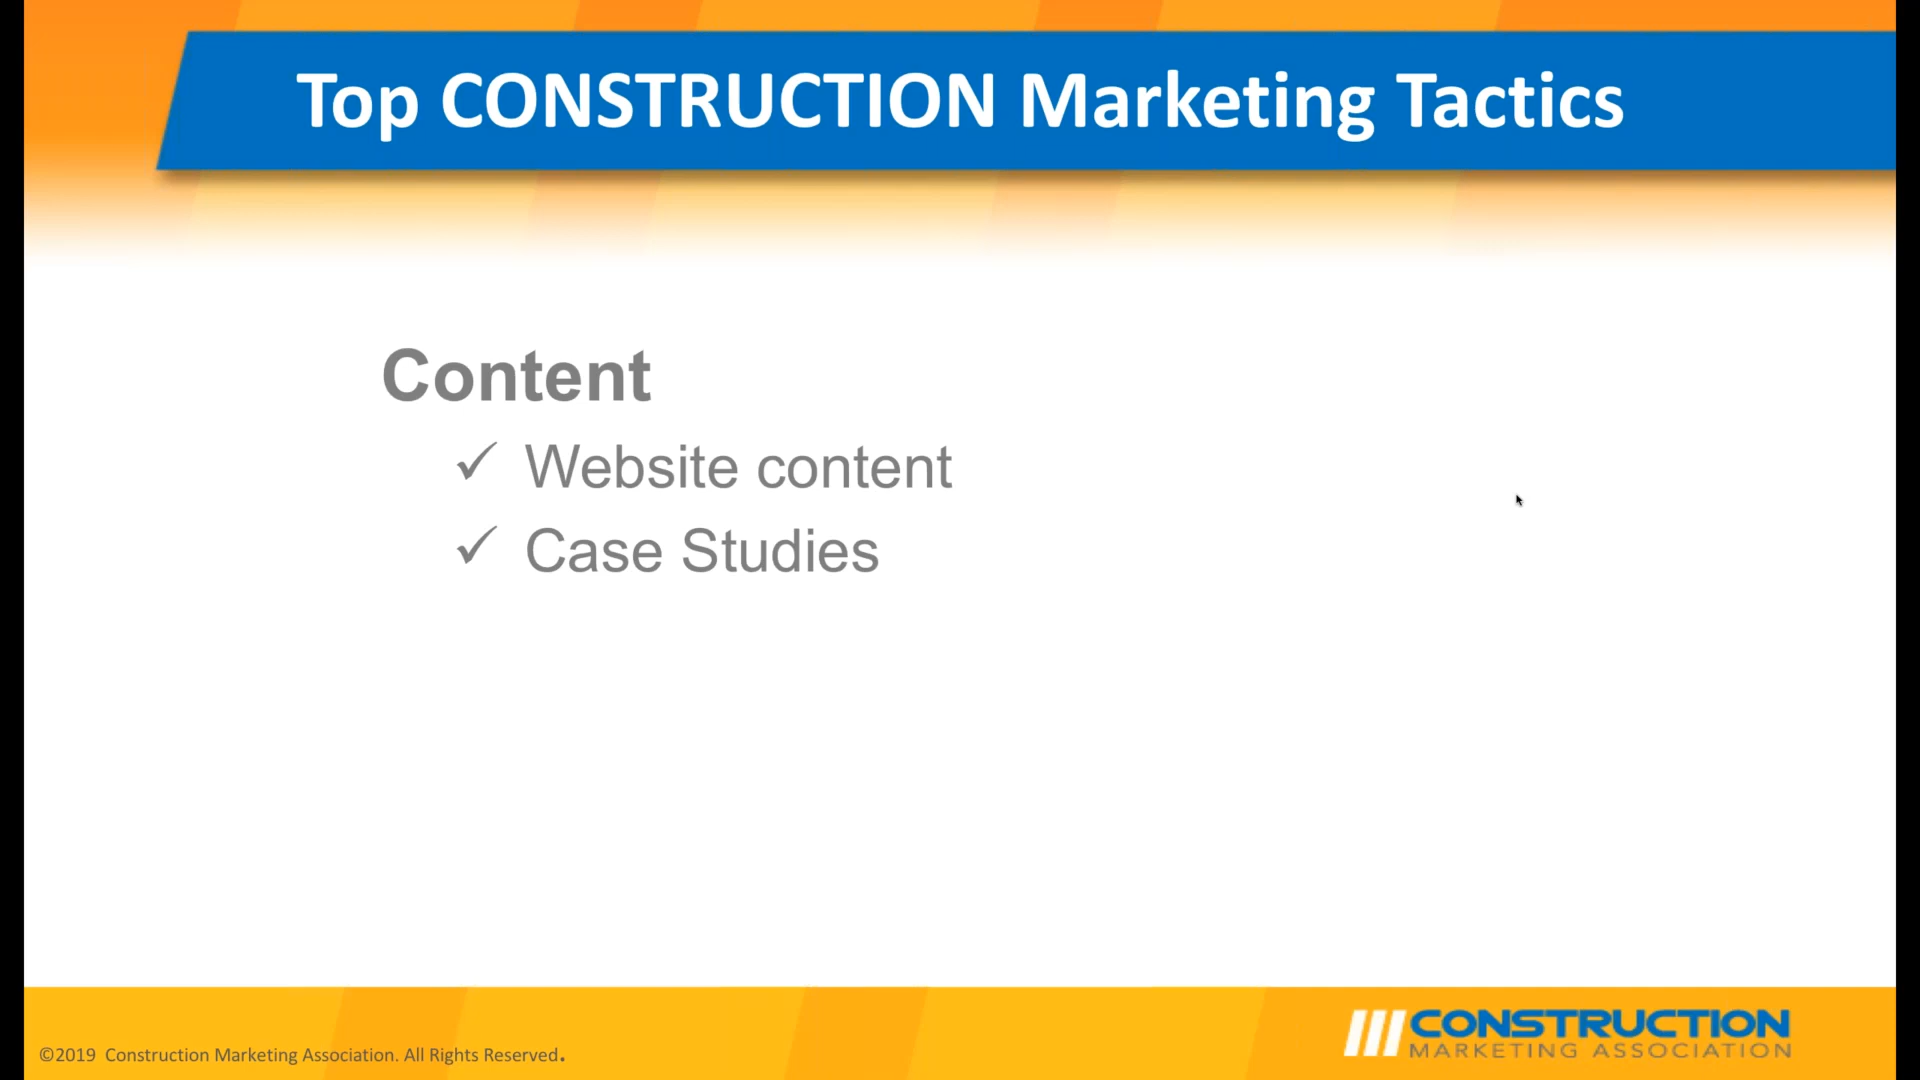 Top CONSTRUCTION Marketing Tactics
Content
✓ Website content
✓ Case Studies
©2019 Construction Marketing Association. All Rights Reserved.
CONSTRUCTION
MARKETING ASSOCIATION